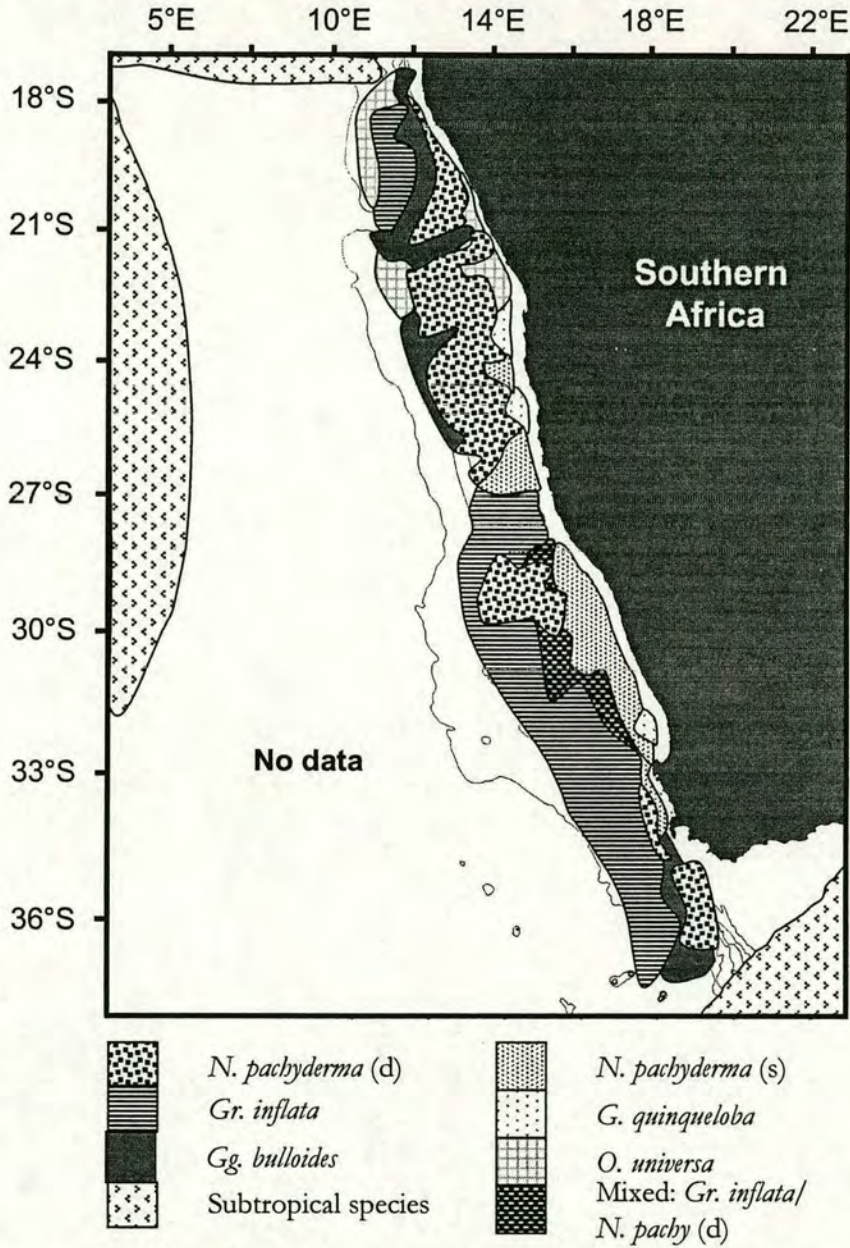 5°E 10°E 14°E 18°E 22°E
18°S
21°S
24°S
27°S
30°S
33°S
36°S
Southern
Africa
No data
N. pachyderma (d)
Gr. inflata
Gg. bulloides
Subtropical species
N. pachyderma (s)
G. quinqueloba
O. universa
Mixed: Gr. inflata/
N. pachy (d)